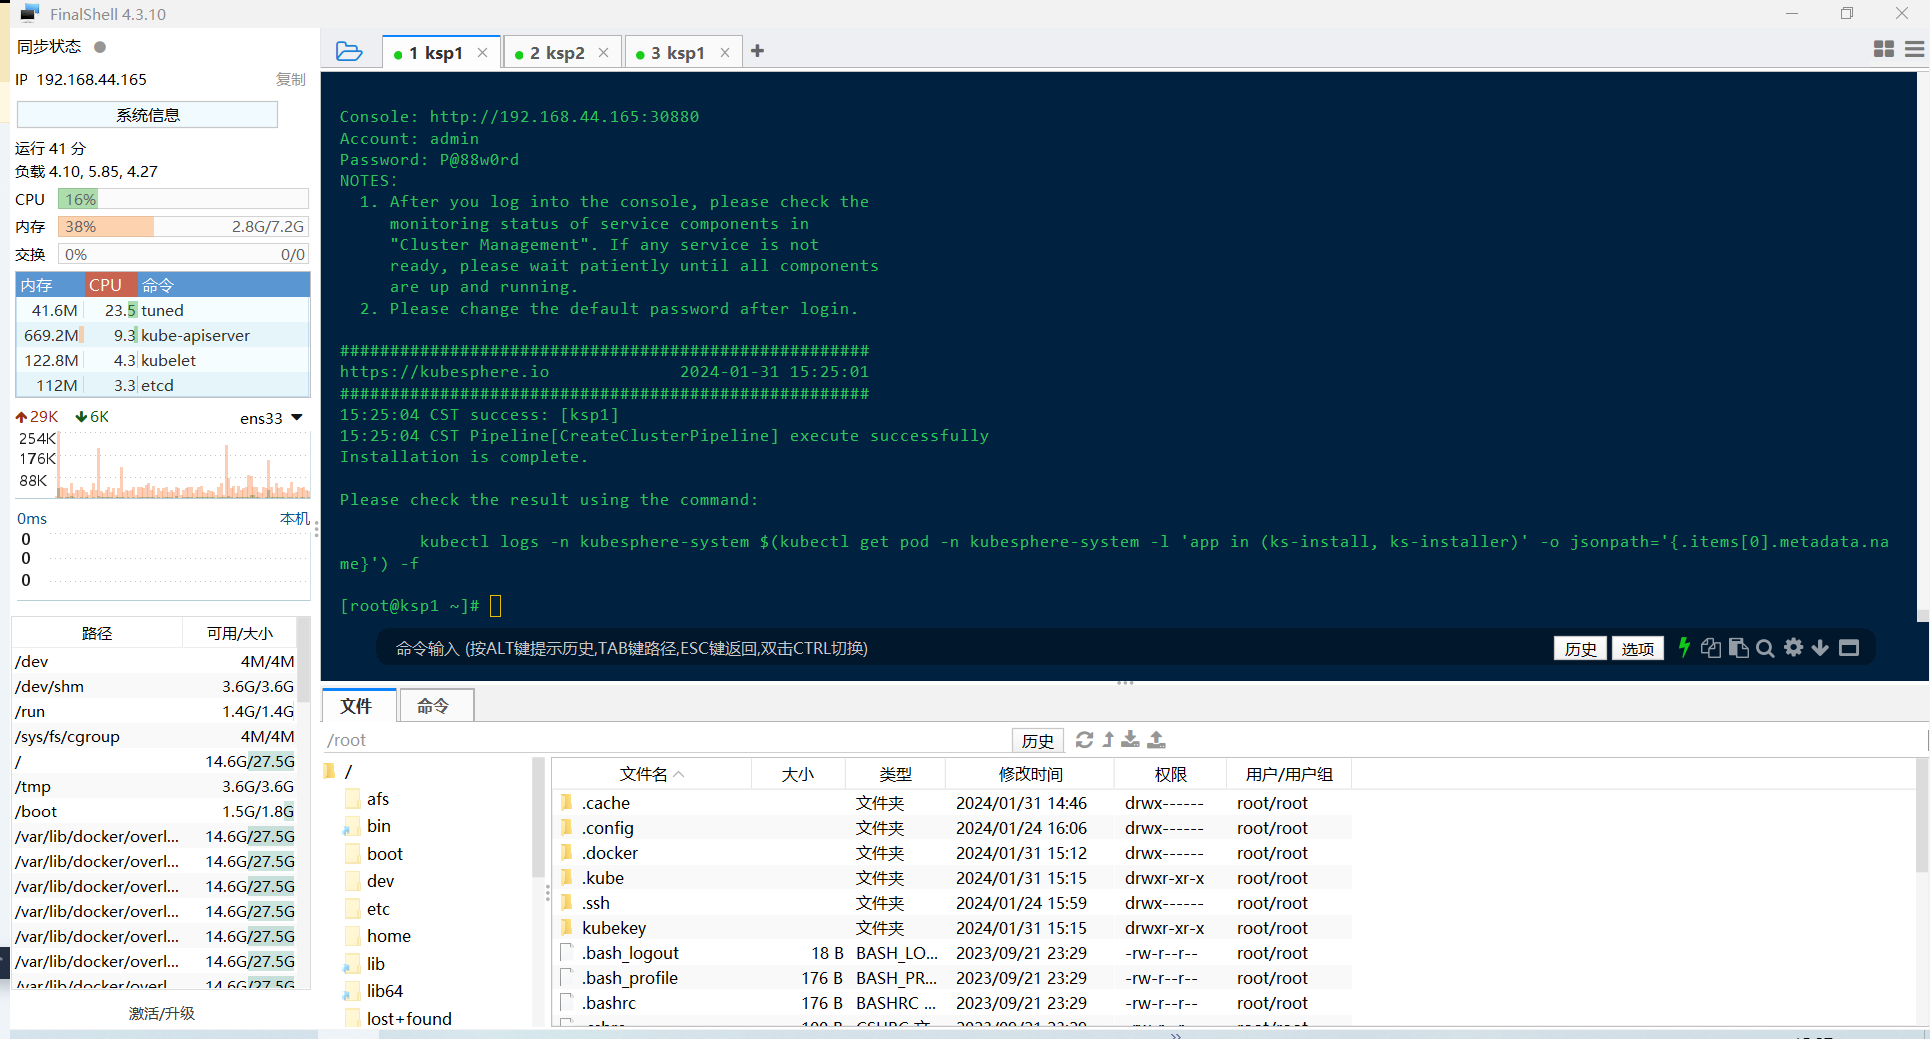 FinalShell 4.3.10
同步状态
IP 192.168.44.165
复制
系统信息
运行 41 分
负载 4.10, 5.85, 4.27
CPU 16%
内存 38% 2.8G/7.2G
交换 0% 0/0
内存 CPU 命令
41.6M 23.5 tuned
669.2M 9.3 kube-apiserver
122.8M 4.3 kubelet
112M 3.3 etcd
29K 6K ens33
254K
176K
88K
0ms 本机
0
0
0
路径 可用/大小
/dev 4M/4M
/dev/shm 3.6G/3.6G
/run 1.4G/1.4G
/sys/fs/cgroup 4M/4M
/ 14.6G/27.5G
/tmp 3.6G/3.6G
/boot 1.5G/1.8G
/var/lib/docker/overl... 14.6G/27.5G
/var/lib/docker/overl... 14.6G/27.5G
/var/lib/docker/overl... 14.6G/27.5G
/var/lib/docker/overl... 14.6G/27.5G
/var/lib/docker/overl... 14.6G/27.5G
/var/lib/docker/overl... 14.6G/27.5G
/var/lib/docker/overl... 14.6G/27.5G
激活/升级
1 ksp1
2 ksp2
3 ksp1
Console: http://192.168.44.165:30880
Account: admin
Password: P@88w0rd
NOTES:
1. After you log into the console, please check the
monitoring status of service components in
"Cluster Management". If any service is not
ready, please wait patiently until all components
are up and running.
2. Please change the default password after login.
#####################################################
https://kubesphere.io 2024-01-31 15:25:01
#####################################################
15:25:04 CST success: [ksp1]
15:25:04 CST Pipeline[CreateClusterPipeline] execute successfully
Installation is complete.
Please check the result using the command:
kubectl logs -n kubesphere-system $(kubectl get pod -n kubesphere-system -l 'app in (ks-install, ks-installer)' -o jsonpath='{.items[0].metadata.na
me}') -f
[root@ksp1 ~]#
命令输入 (按ALT键提示历史,TAB键路径,ESC键返回,双击CTRL切换)
历史
选项
文件
命令
/root
历史
/
afs
bin
boot
dev
etc
home
lib
lib64
lost+found
文件名 大小 类型 修改时间 权限 用户/用户组
.cache 文件夹 2024/01/31 14:46 drwx------ root/root
.config 文件夹 2024/01/24 16:06 drwx------ root/root
.docker 文件夹 2024/01/31 15:12 drwx------ root/root
.kube 文件夹 2024/01/31 15:15 drwxr-xr-x root/root
.ssh 文件夹 2024/01/24 15:59 drwx------ root/root
kubekey 文件夹 2024/01/31 15:15 drwxr-xr-x root/root
.bash_logout 18 B BASH_LO... 2023/09/21 23:29 -rw-r--r-- root/root
.bash_profile 176 B BASH_PR... 2023/09/21 23:29 -rw-r--r-- root/root
.bashrc 176 B BASHRC ... 2023/09/21 23:29 -rw-r--r-- root/root